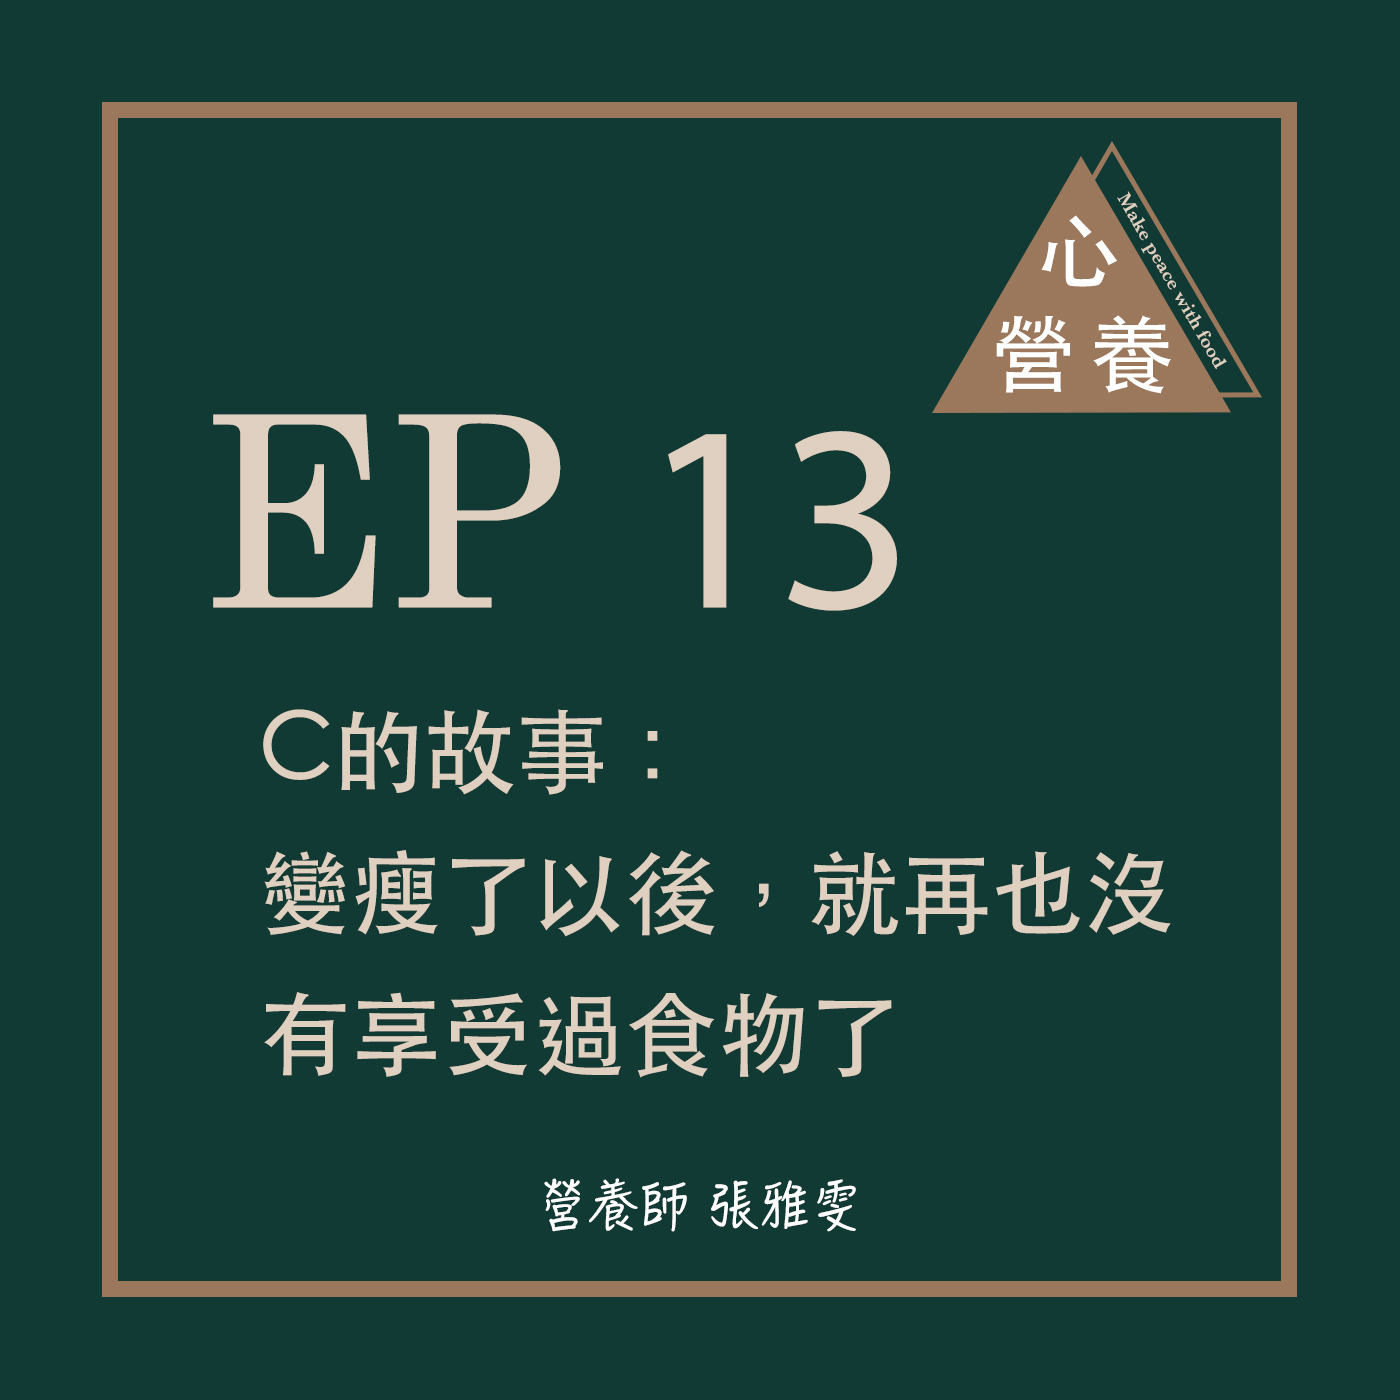 心
營養
Make peace with food
EP 13
C的故事：
變瘦了以後，就再也沒
有享受過食物了
營養師 張雅雯